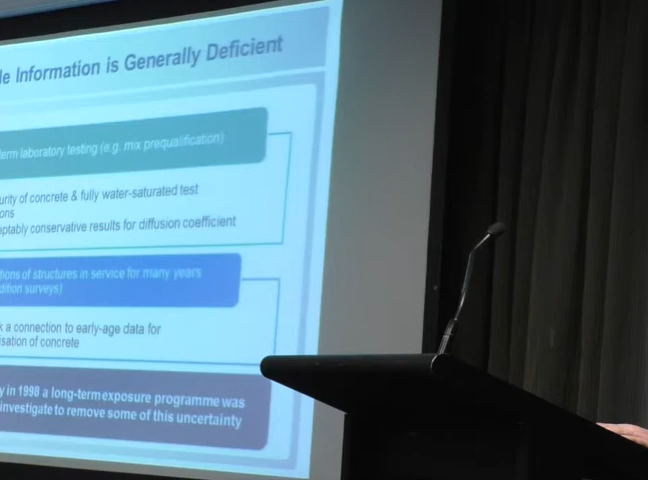 le Information is Generally Deficient
term laboratory testing (e.g. mix prequalification)
urity of concrete & fully water-saturated test
ons
eptably conservative results for diffusion coefficient
tions of structures in service for many years
dition surveys)
k a connection to early-age data for
isation of concrete
y in 1998 a long-term exposure programme was
investigate to remove some of this uncertainty